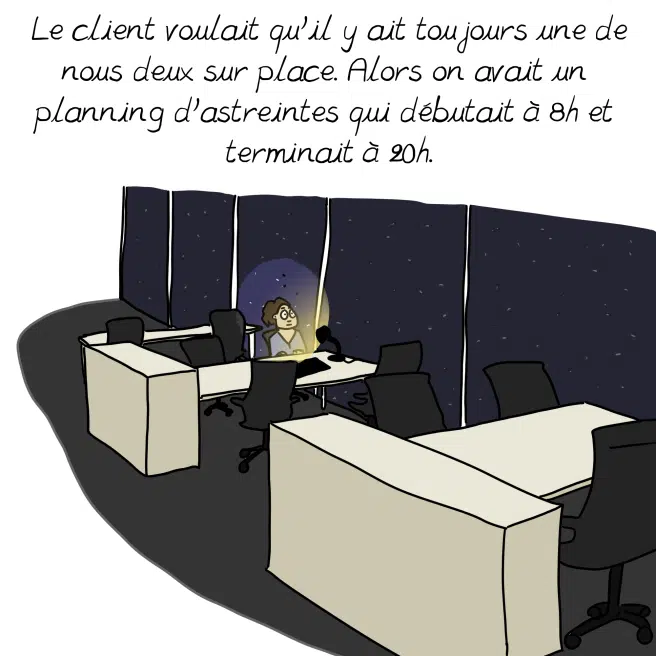 Le client voulait qu'il y ait toujours une de
nous deux sur place. Alors on avait un
planning d'astreintes qui débutait à 8h et
terminait à 20h.